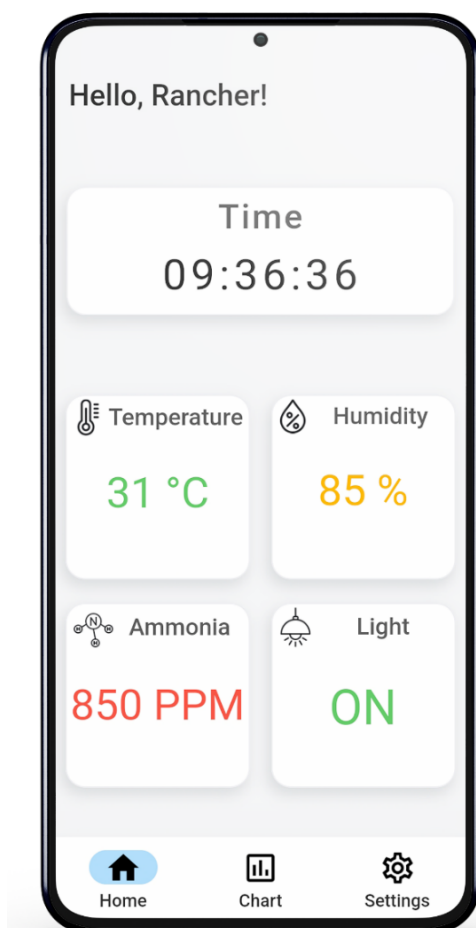 Hello, Rancher!
Time
09:36:36
Temperature
Humidity
31 °C
85 %
Ammonia
Light
850 PPM
ON
Home
Chart
Settings